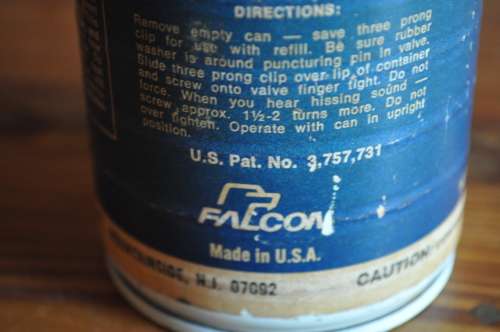 DIRECTIONS:
Remove empty can — save three prong
clip for use with refill. Be sure rubber
washer is around puncturing pin in valve.
Slide three prong clip over lip of container
and screw onto valve finger tight. Do not
force. When you hear hissing sound —
screw approx. 1½-2 turns more. Do not
over tighten. Operate with can in upright
position.
U.S. Pat. No. 3,757,731
FALCON
Made in U.S.A.
MOUNTAINSIDE, N.J. 07092
CAUTION